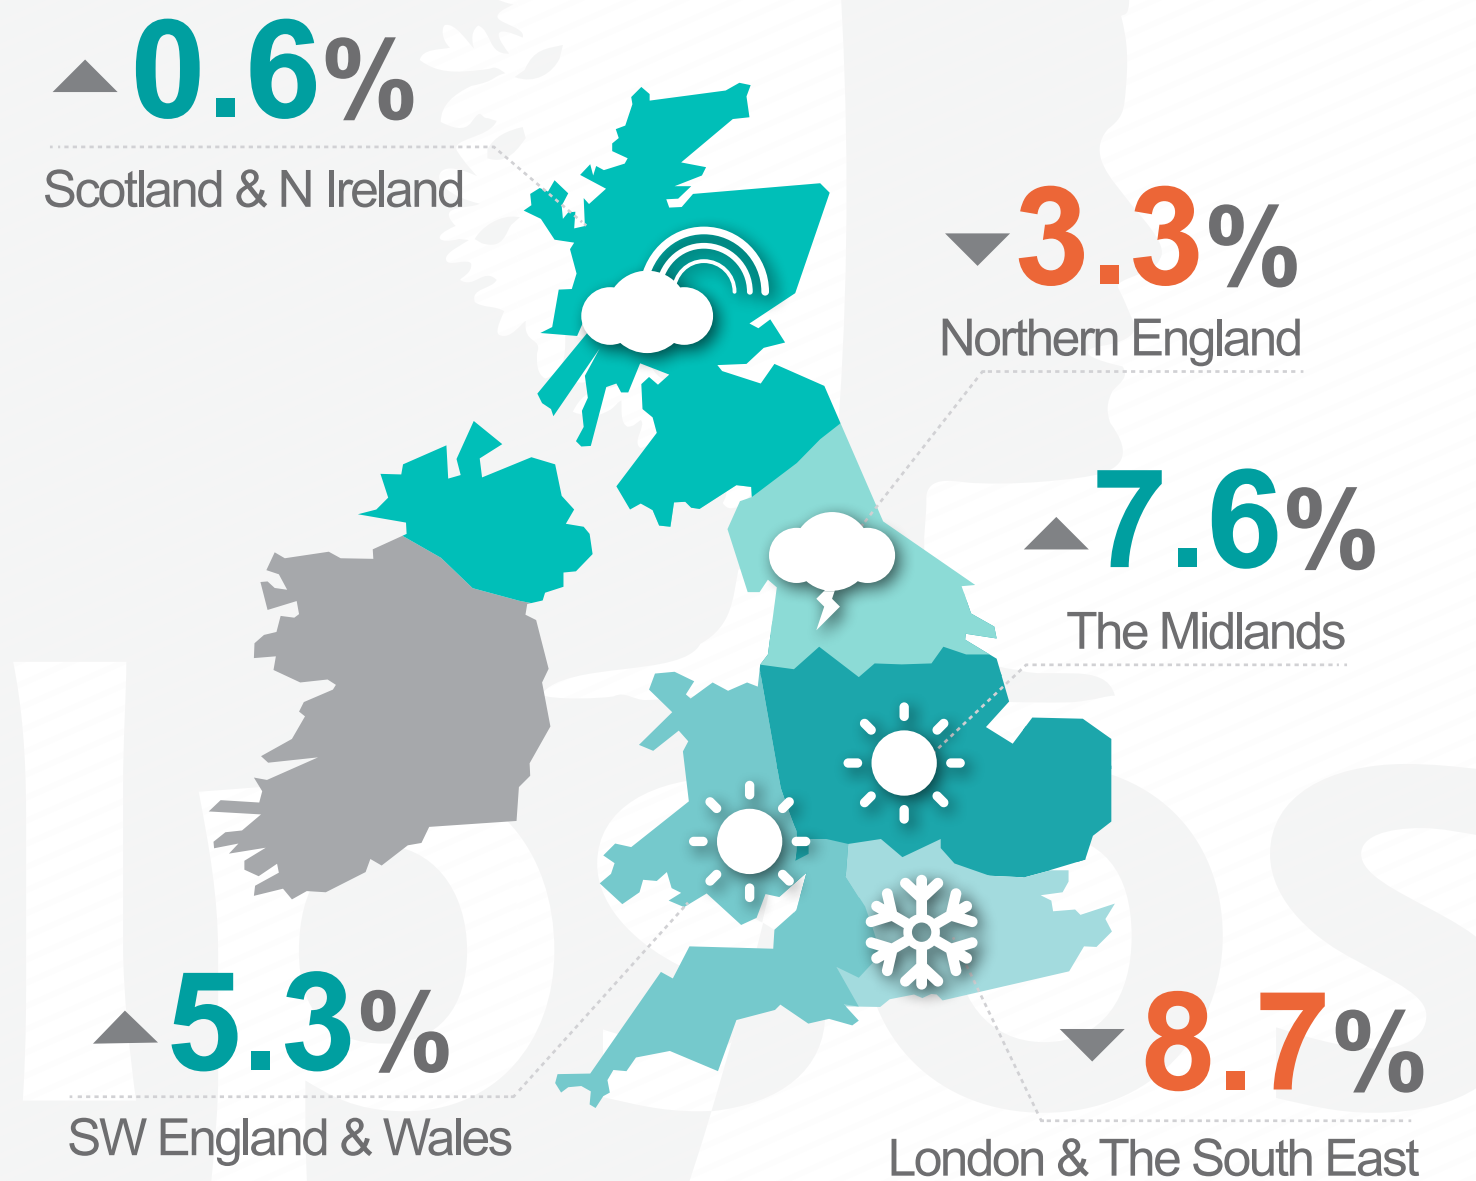 0.6%
Scotland & N Ireland
3.3%
Northern England
7.6%
The Midlands
5.3%
SW England & Wales
8.7%
London & The South East
Ipsos